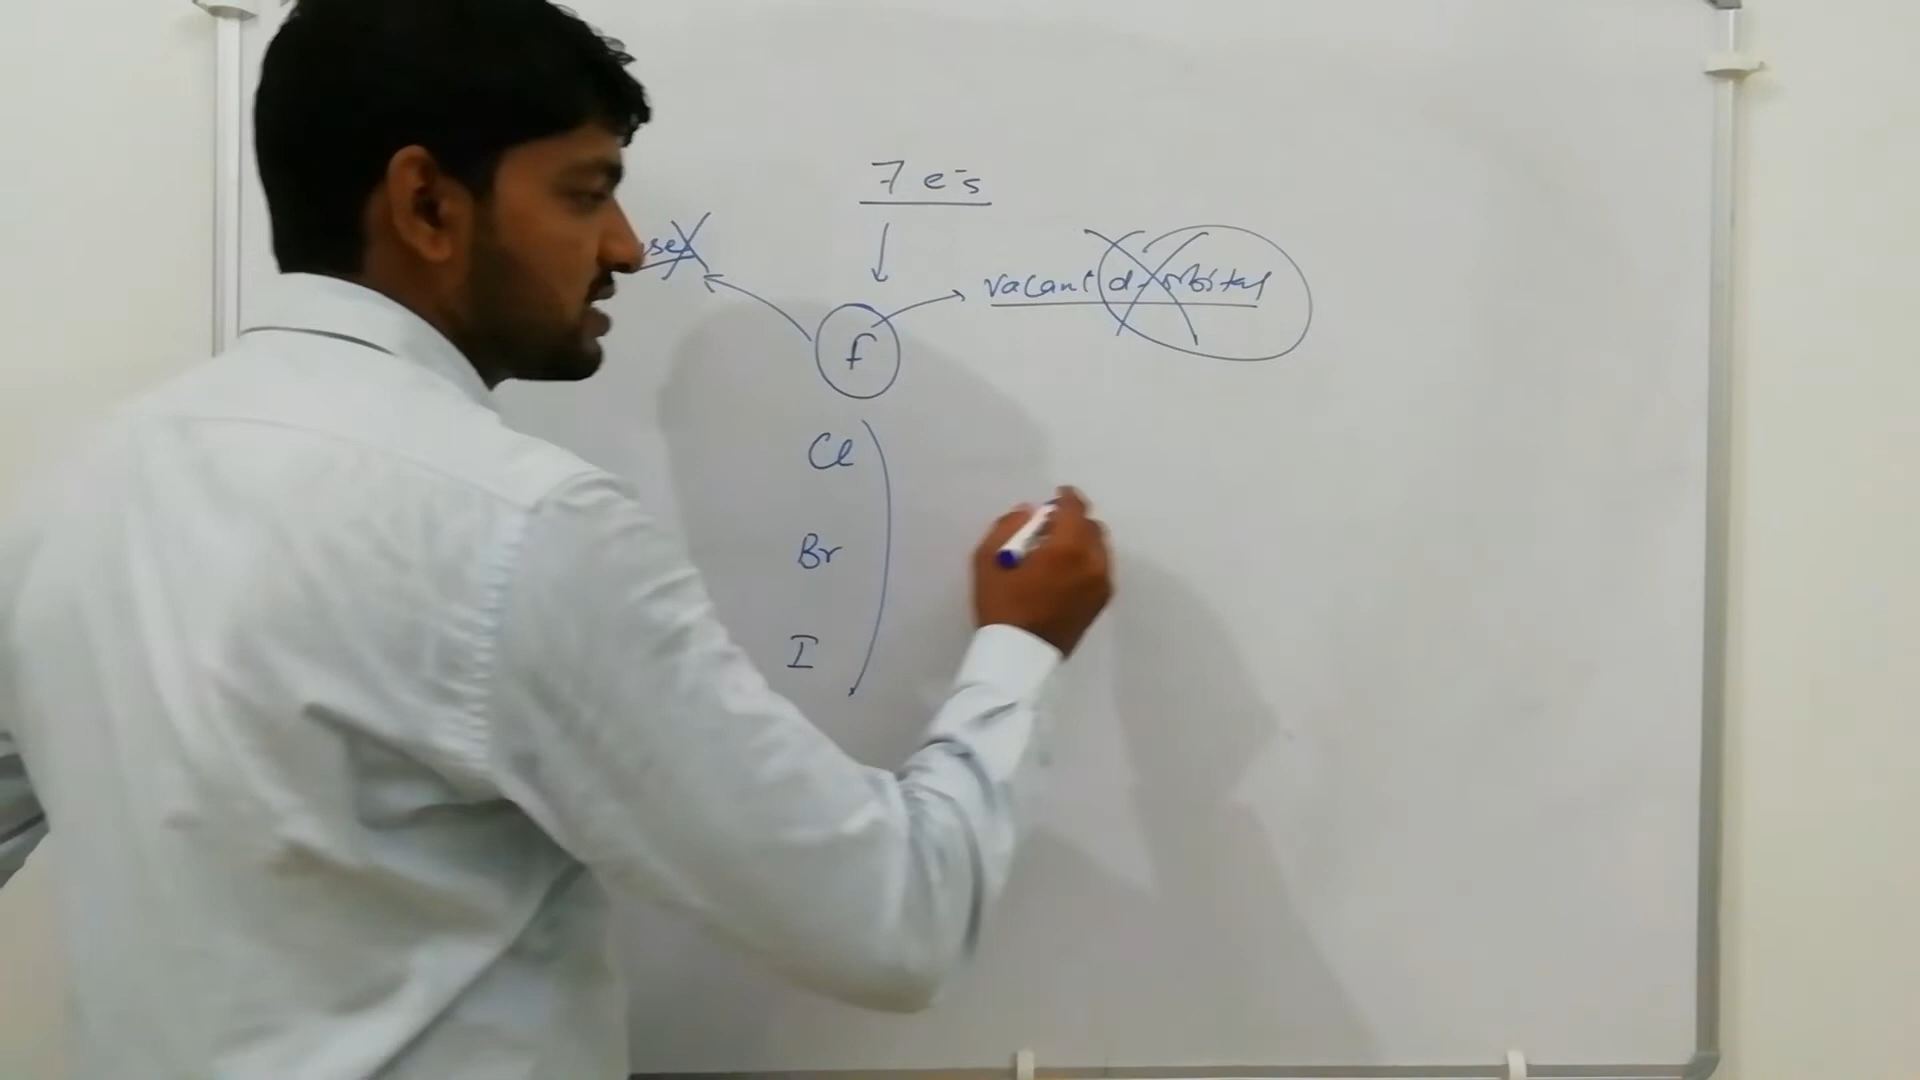 7 e-s
vacant d-orbital
f
Cl
Br
I